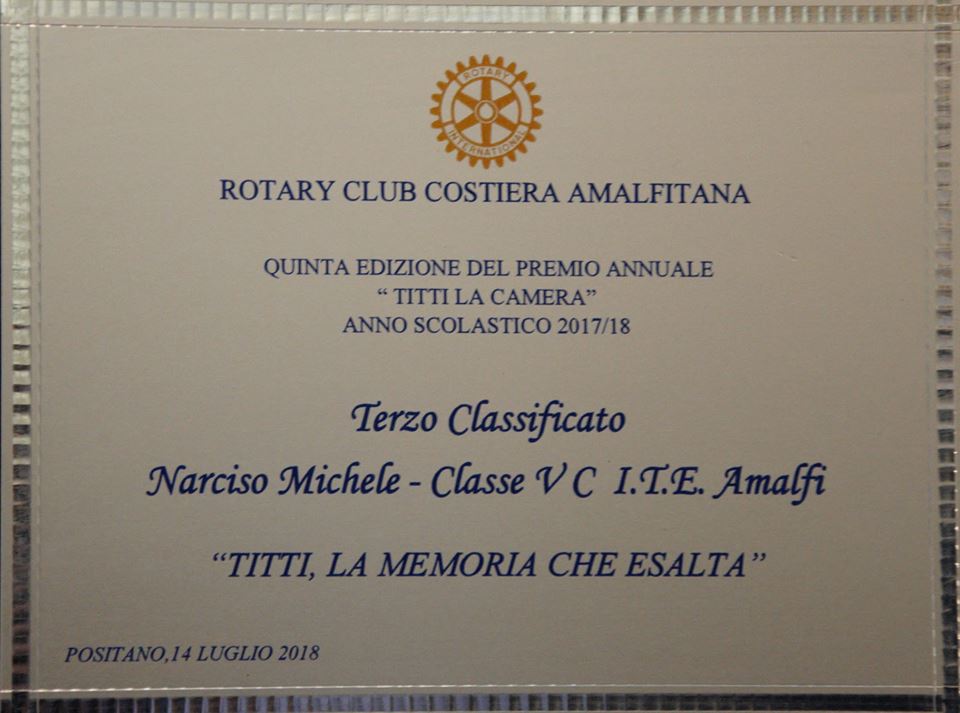 ROTARY
INTERNATIONAL
ROTARY CLUB COSTIERA AMALFITANA
QUINTA EDIZIONE DEL PREMIO ANNUALE
“ TITTI LA CAMERA”
ANNO SCOLASTICO 2017/18
Terzo Classificato
Narciso Michele - Classe V C I.T.E. Amalfi
“TITTI, LA MEMORIA CHE ESALTA”
POSITANO,14 LUGLIO 2018